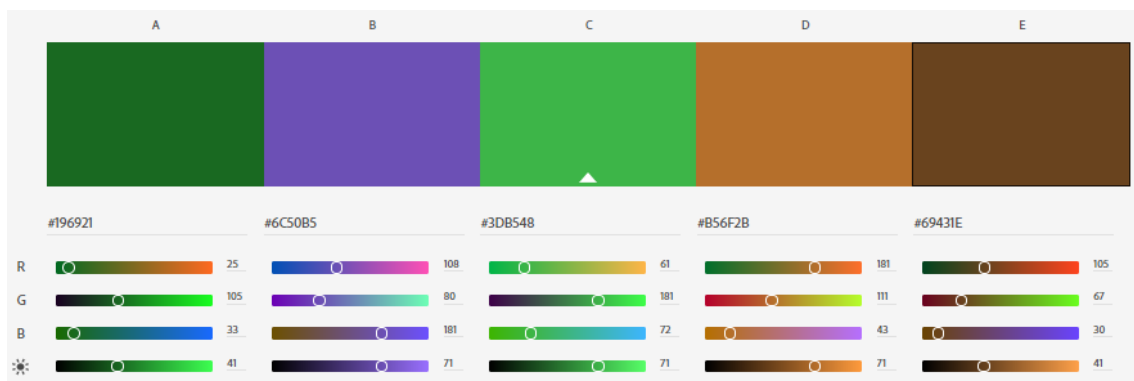 A B C D E
#196921 #6C50B5 #3DB548 #B56F2B #69431E
R 25 108 61 181 105
G 105 80 181 111 67
B 33 181 72 43 30
41 71 71 71 41